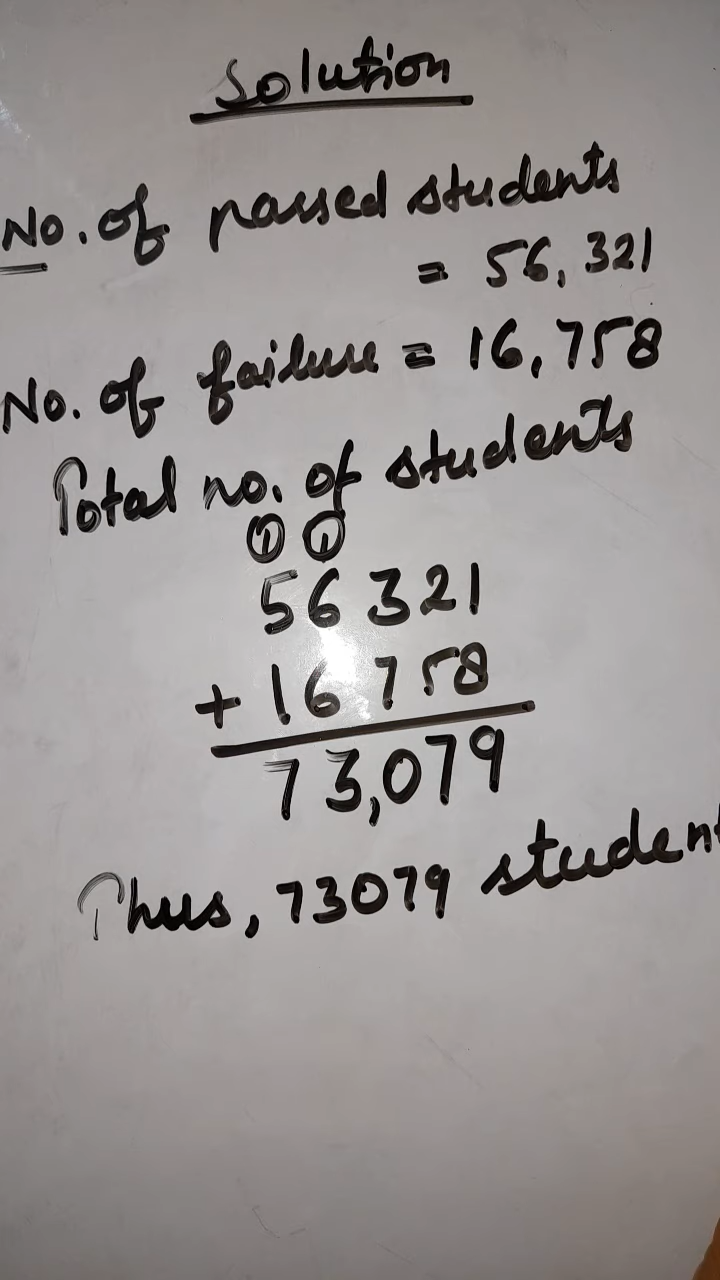 Solution
No. of passed students
= 56,321
No. of failure = 16,758
Total no. of students
1 1
56321
+ 16758
73,079
Thus, 73079 student